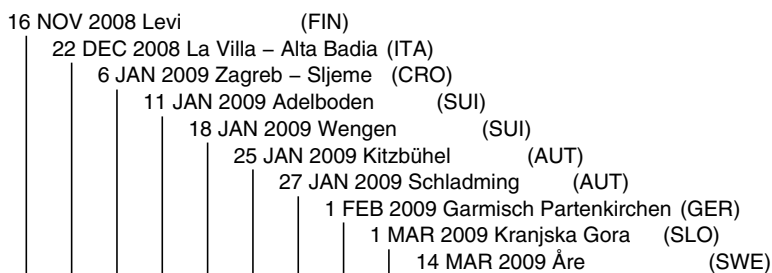 16 NOV 2008 Levi (FIN)
22 DEC 2008 La Villa – Alta Badia (ITA)
6 JAN 2009 Zagreb – Sljeme (CRO)
11 JAN 2009 Adelboden (SUI)
18 JAN 2009 Wengen (SUI)
25 JAN 2009 Kitzbühel (AUT)
27 JAN 2009 Schladming (AUT)
1 FEB 2009 Garmisch Partenkirchen (GER)
1 MAR 2009 Kranjska Gora (SLO)
14 MAR 2009 Åre (SWE)